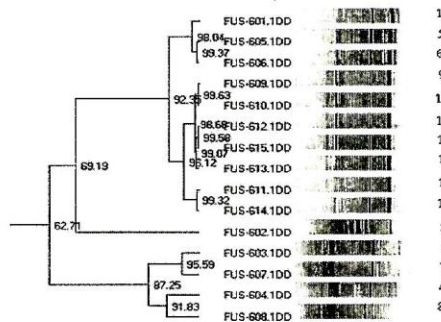 FUS-601.1DD
98.04 FUS-605.1DD
99.37 FUS-606.1DD
99.63 FUS-609.1DD
92.35 FUS-610.1DD
98.68 FUS-612.1DD
99.58 FUS-615.1DD
99.07
96.12 FUS-613.1DD
FUS-611.1DD
99.32 FUS-614.1DD
69.19
62.71 FUS-602.1DD
FUS-603.1DD
95.59 FUS-607.1DD
87.25
FUS-604.1DD
91.83 FUS-608.1DD